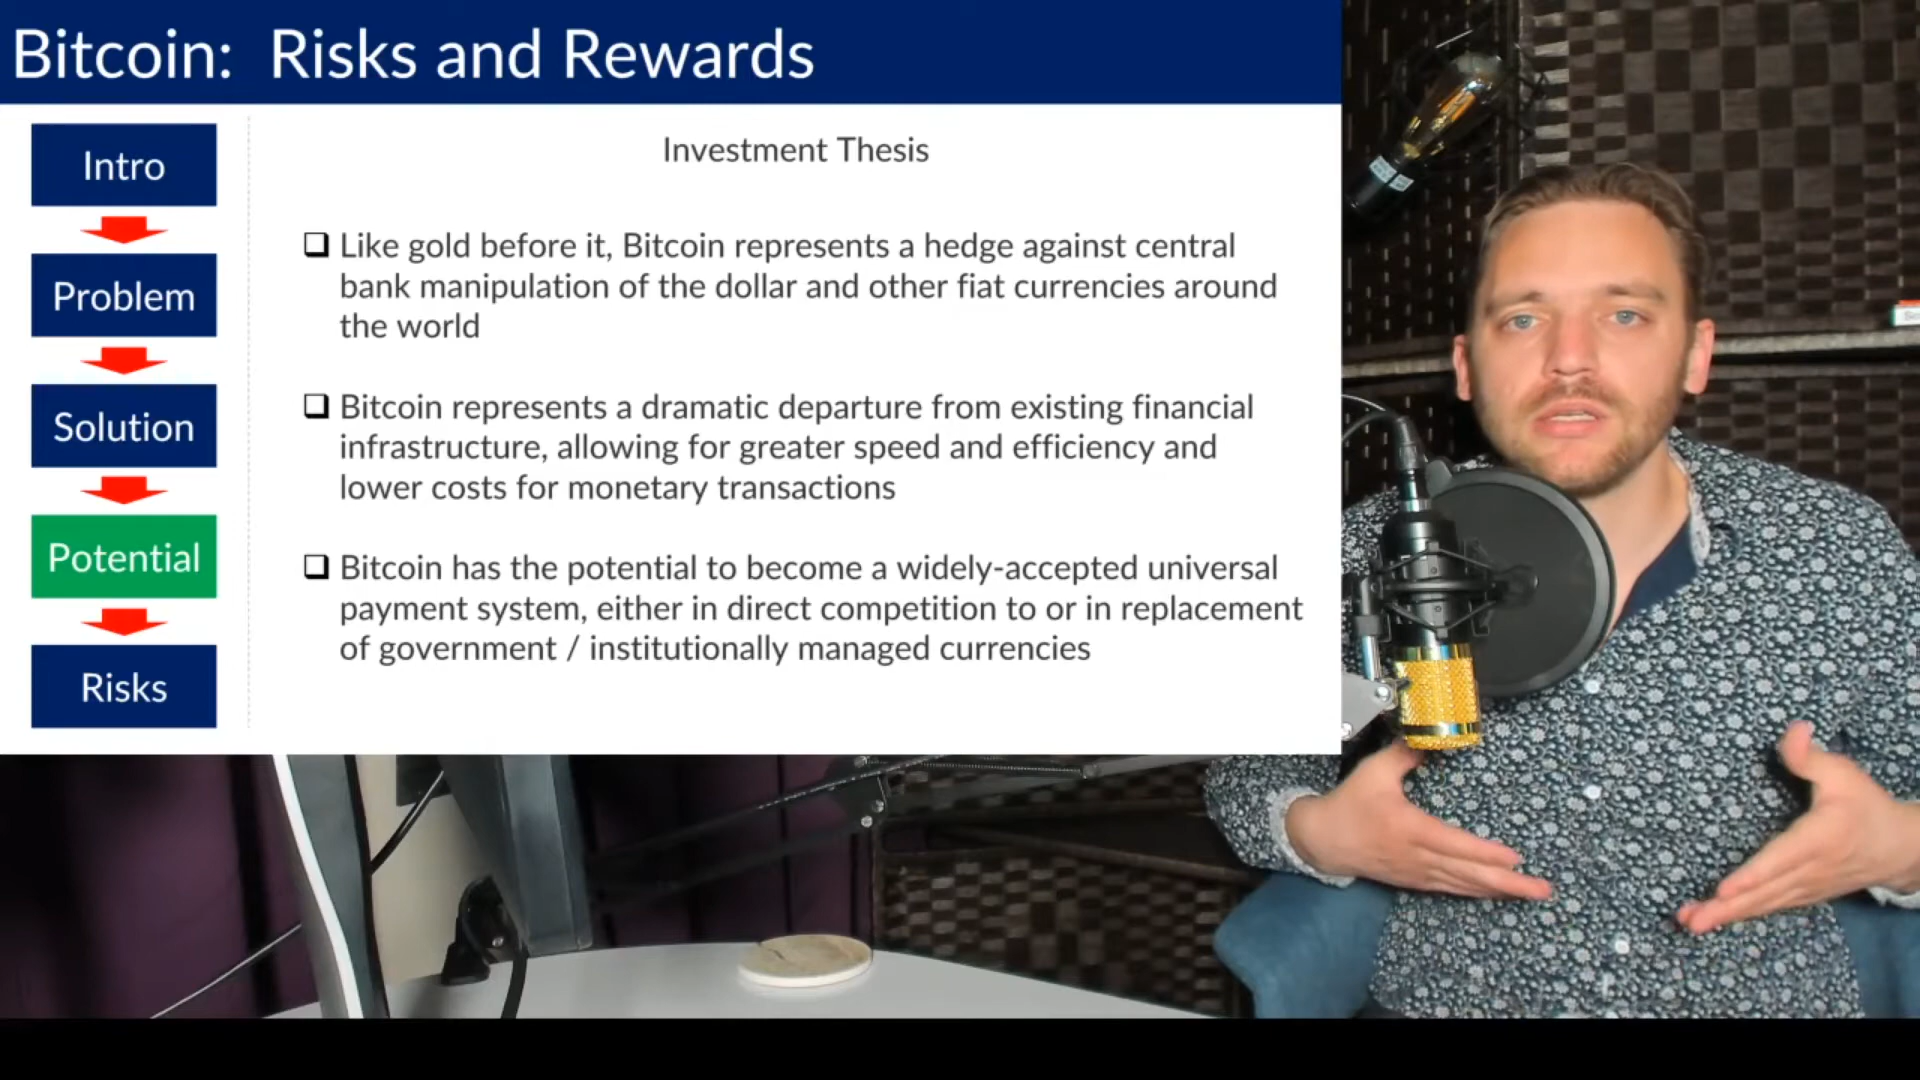 Bitcoin: Risks and Rewards
Intro
Problem
Solution
Potential
Risks
Investment Thesis
Like gold before it, Bitcoin represents a hedge against central
bank manipulation of the dollar and other fiat currencies around
the world
Bitcoin represents a dramatic departure from existing financial
infrastructure, allowing for greater speed and efficiency and
lower costs for monetary transactions
Bitcoin has the potential to become a widely-accepted universal
payment system, either in direct competition to or in replacement
of government / institutionally managed currencies